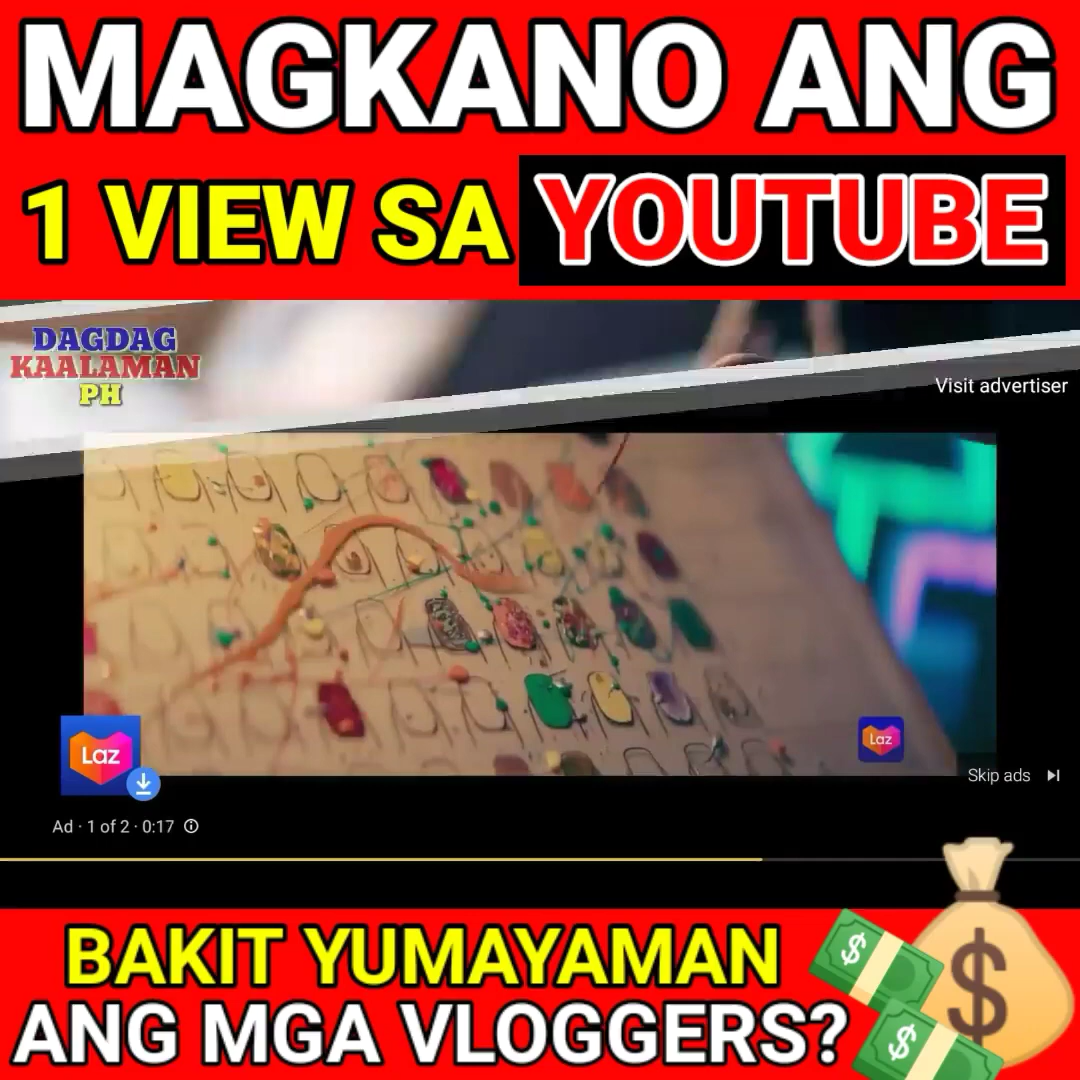 MAGKANO ANG
1 VIEW SA YOUTUBE
DAGDAG
KAALAMAN
PH
Visit advertiser
Laz
Laz
Skip ads
Ad · 1 of 2 · 0:17
BAKIT YUMAYAMAN
ANG MGA VLOGGERS?
$
$
$